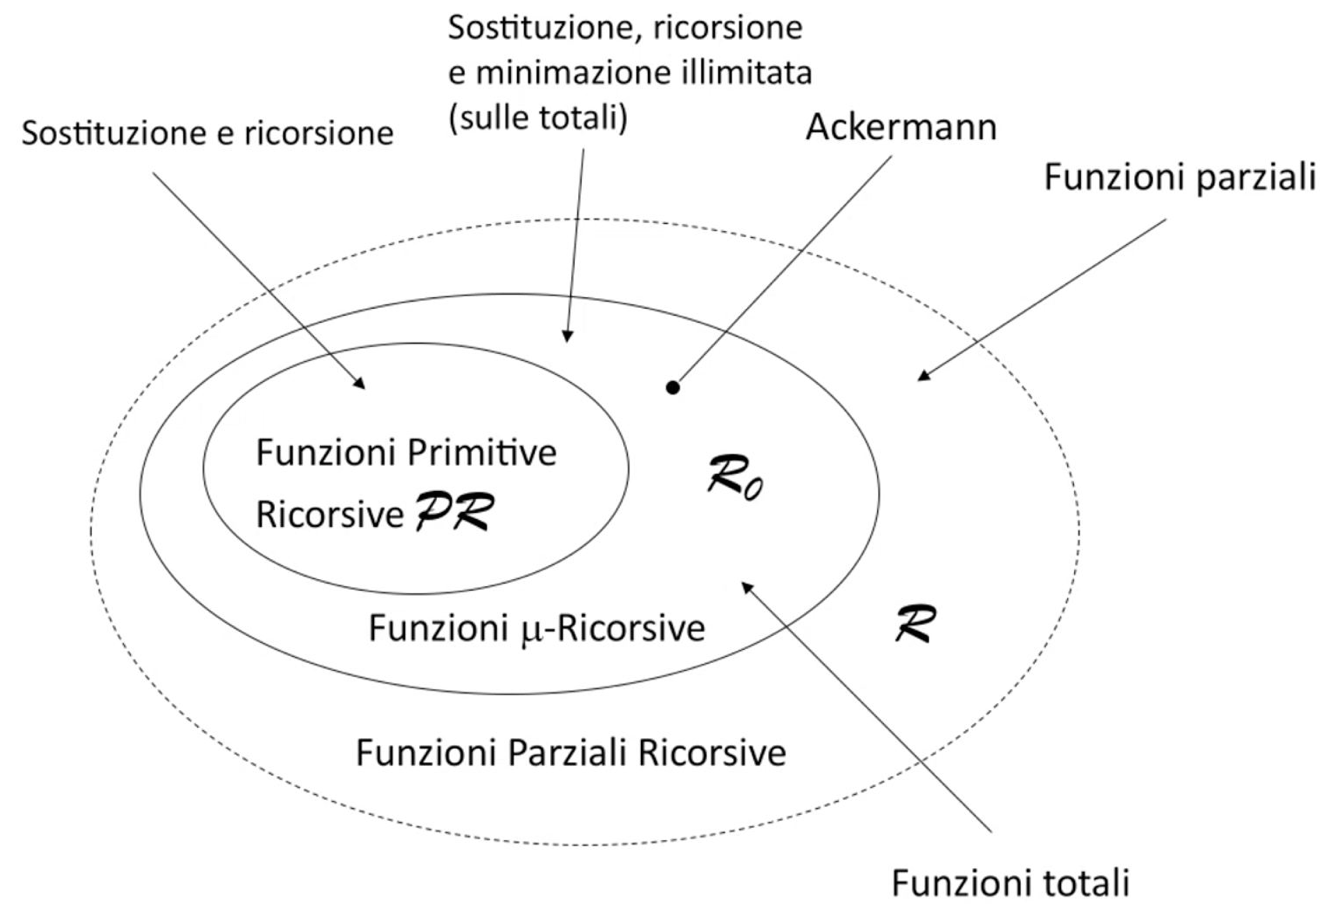 Sostituzione, ricorsione
e minimazione illimitata
(sulle totali)
Sostituzione e ricorsione
Ackermann
Funzioni parziali
Funzioni Primitive
Ricorsive 𝓟𝓡
𝓡₀
Funzioni μ-Ricorsive
𝓡
Funzioni Parziali Ricorsive
Funzioni totali